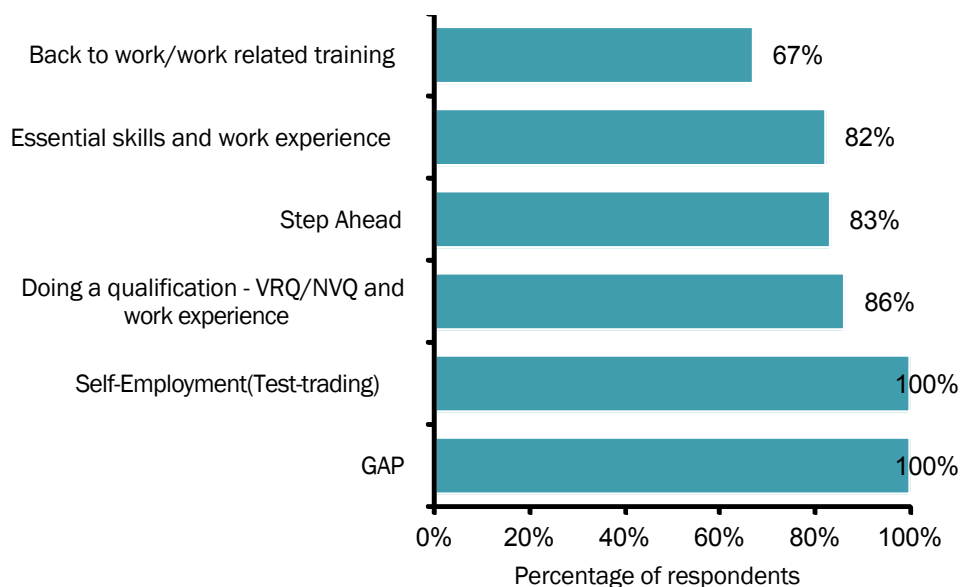 Back to work/work related training
67%
Essential skills and work experience
82%
Step Ahead
83%
Doing a qualification - VRQ/NVQ and
work experience
86%
Self-Employment(Test-trading)
100%
GAP
100%
0% 20% 40% 60% 80% 100%
Percentage of respondents